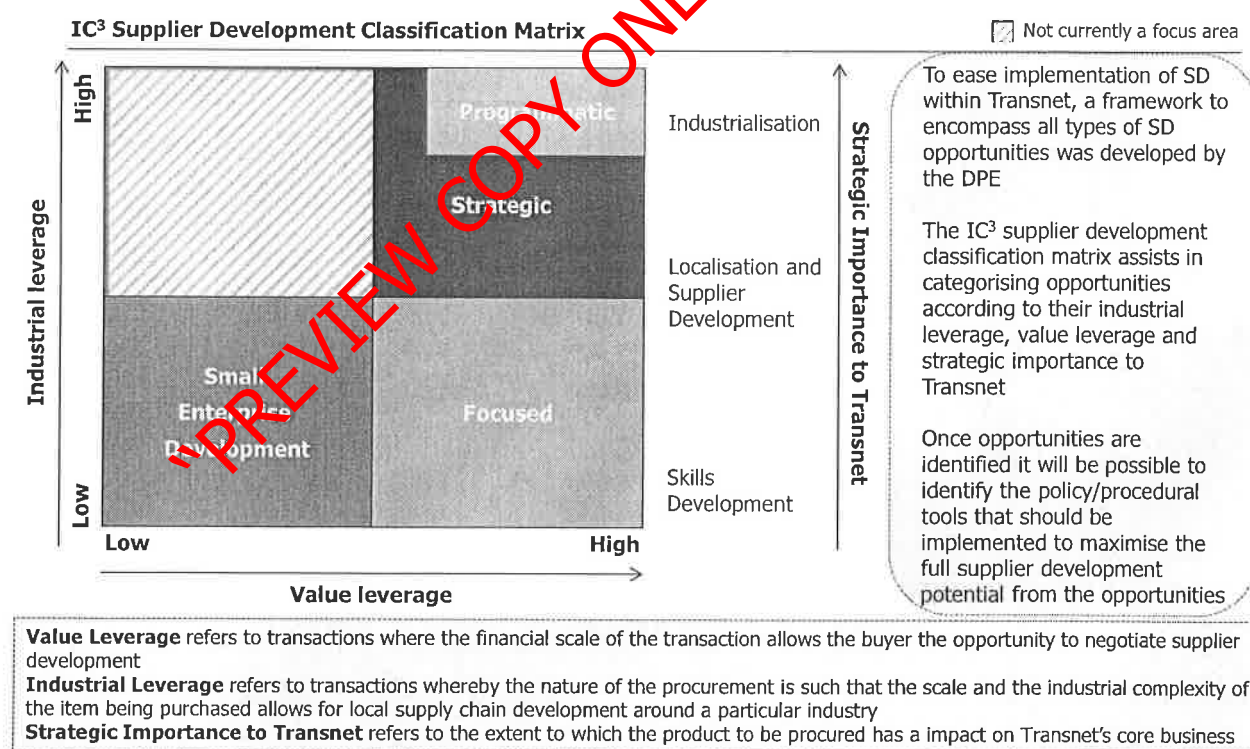 IC³ Supplier Development Classification Matrix
Not currently a focus area
High
Industrial leverage
Low
Programmatic
Strategic
Small
Enterprise
Development
Focused
Low
High
Value leverage
Industrialisation
Localisation and
Supplier
Development
Skills
Development
Strategic Importance to Transnet
To ease implementation of SD
within Transnet, a framework to
encompass all types of SD
opportunities was developed by
the DPE
The IC³ supplier development
classification matrix assists in
categorising opportunities
according to their industrial
leverage, value leverage and
strategic importance to
Transnet
Once opportunities are
identified it will be possible to
identify the policy/procedural
tools that should be
implemented to maximise the
full supplier development
potential from the opportunities
Value Leverage refers to transactions where the financial scale of the transaction allows the buyer the opportunity to negotiate supplier
development
Industrial Leverage refers to transactions whereby the nature of the procurement is such that the scale and the industrial complexity of
the item being purchased allows for local supply chain development around a particular industry
Strategic Importance to Transnet refers to the extent to which the product to be procured has a impact on Transnet's core business
"PREVIEW COPY ONL